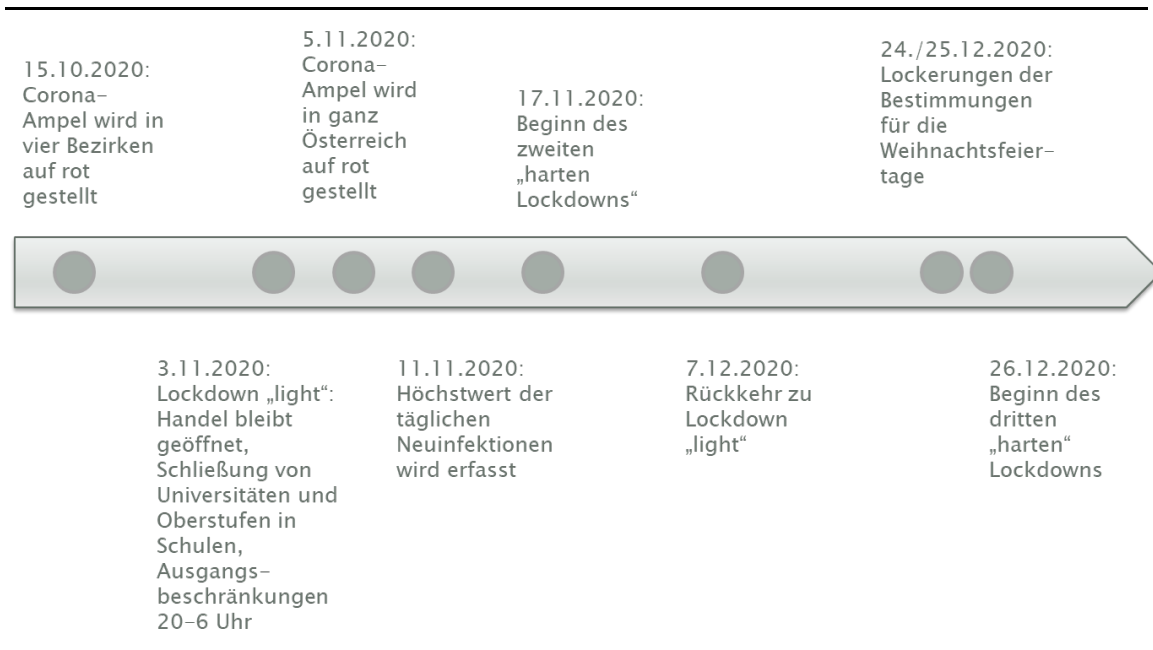 15.10.2020:
Corona-
Ampel wird in
vier Bezirken
auf rot
gestellt
5.11.2020:
Corona-
Ampel wird
in ganz
Österreich
auf rot
gestellt
17.11.2020:
Beginn des
zweiten
„harten
Lockdowns“
24./25.12.2020:
Lockerungen der
Bestimmungen
für die
Weihnachtsfeier-
tage
3.11.2020:
Lockdown „light“:
Handel bleibt
geöffnet,
Schließung von
Universitäten und
Oberstufen in
Schulen,
Ausgangs-
beschränkungen
20-6 Uhr
11.11.2020:
Höchstwert der
täglichen
Neuinfektionen
wird erfasst
7.12.2020:
Rückkehr zu
Lockdown
„light“
26.12.2020:
Beginn des
dritten
„harten“
Lockdowns